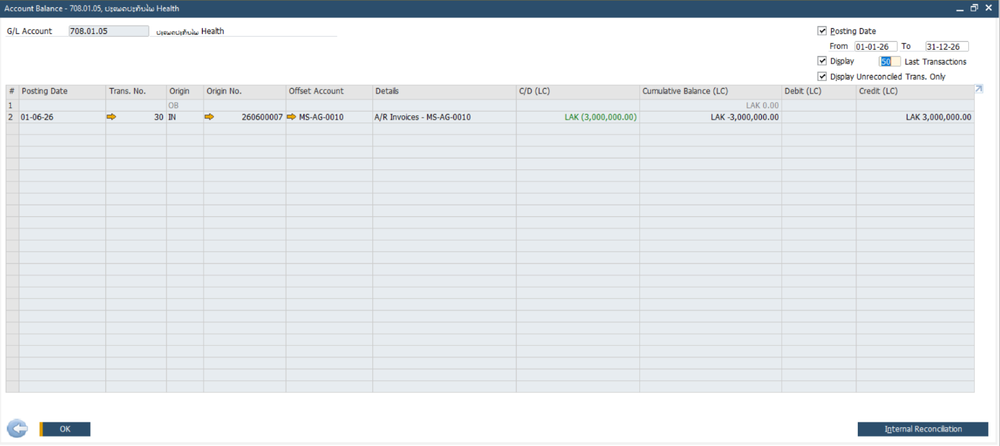 Account Balance - 708.01.05, ປະເພດປະກັນໄພ Health
G/L Account 708.01.05 ປະເພດປະກັນໄພ Health
Posting Date
From 01-01-26 To 31-12-26
Display 50 Last Transactions
Display Unreconciled Trans. Only
# Posting Date Trans. No. Origin Origin No. Offset Account Details C/D (LC) Cumulative Balance (LC) Debit (LC) Credit (LC)
1 OB LAK 0.00
2 01-06-26 30 IN 260600007 MS-AG-0010 A/R Invoices - MS-AG-0010 LAK (3,000,000.00) LAK -3,000,000.00 LAK 3,000,000.00
OK Internal Reconciliation